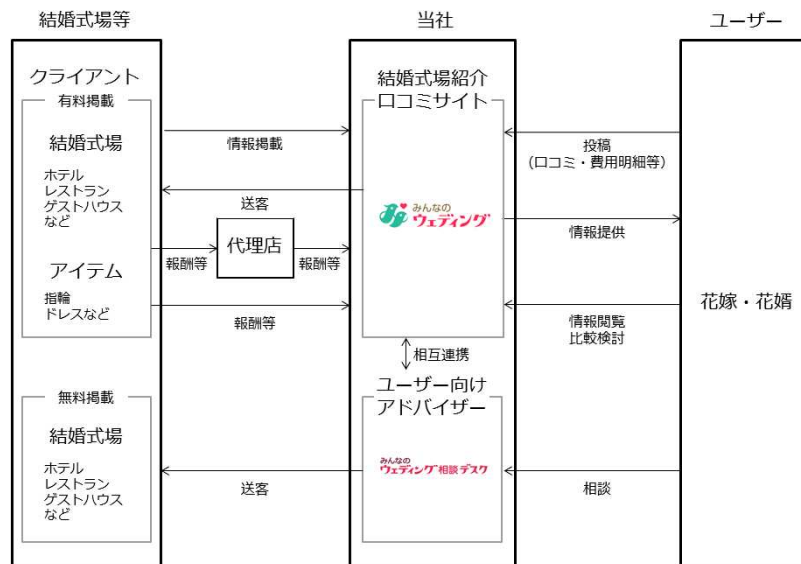 結婚式場等
当社
ユーザー
クライアント
有料掲載
結婚式場
ホテル
レストラン
ゲストハウス
など
アイテム
指輪
ドレスなど
無料掲載
結婚式場
ホテル
レストラン
ゲストハウス
など
情報掲載
送客
代理店
報酬等
報酬等
報酬等
送客
結婚式場紹介
口コミサイト
みんなの
ウェディング
相互連携
ユーザー向け
アドバイザー
みんなの
ウェディング相談デスク
投稿
(口コミ・費用明細等)
情報提供
情報閲覧
比較検討
相談
花嫁・花婿